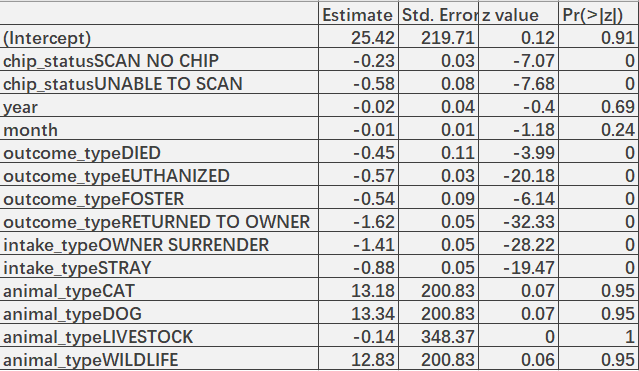 Estimate Std. Error z value Pr(>|z|)
(Intercept) 25.42 219.71 0.12 0.91
chip_statusSCAN NO CHIP -0.23 0.03 -7.07 0
chip_statusUNABLE TO SCAN -0.58 0.08 -7.68 0
year -0.02 0.04 -0.4 0.69
month -0.01 0.01 -1.18 0.24
outcome_typeDIED -0.45 0.11 -3.99 0
outcome_typeEUTHANIZED -0.57 0.03 -20.18 0
outcome_typeFOSTER -0.54 0.09 -6.14 0
outcome_typeRETURNED TO OWNER -1.62 0.05 -32.33 0
intake_typeOWNER SURRENDER -1.41 0.05 -28.22 0
intake_typeSTRAY -0.88 0.05 -19.47 0
animal_typeCAT 13.18 200.83 0.07 0.95
animal_typeDOG 13.34 200.83 0.07 0.95
animal_typeLIVESTOCK -0.14 348.37 0 1
animal_typeWILDLIFE 12.83 200.83 0.06 0.95